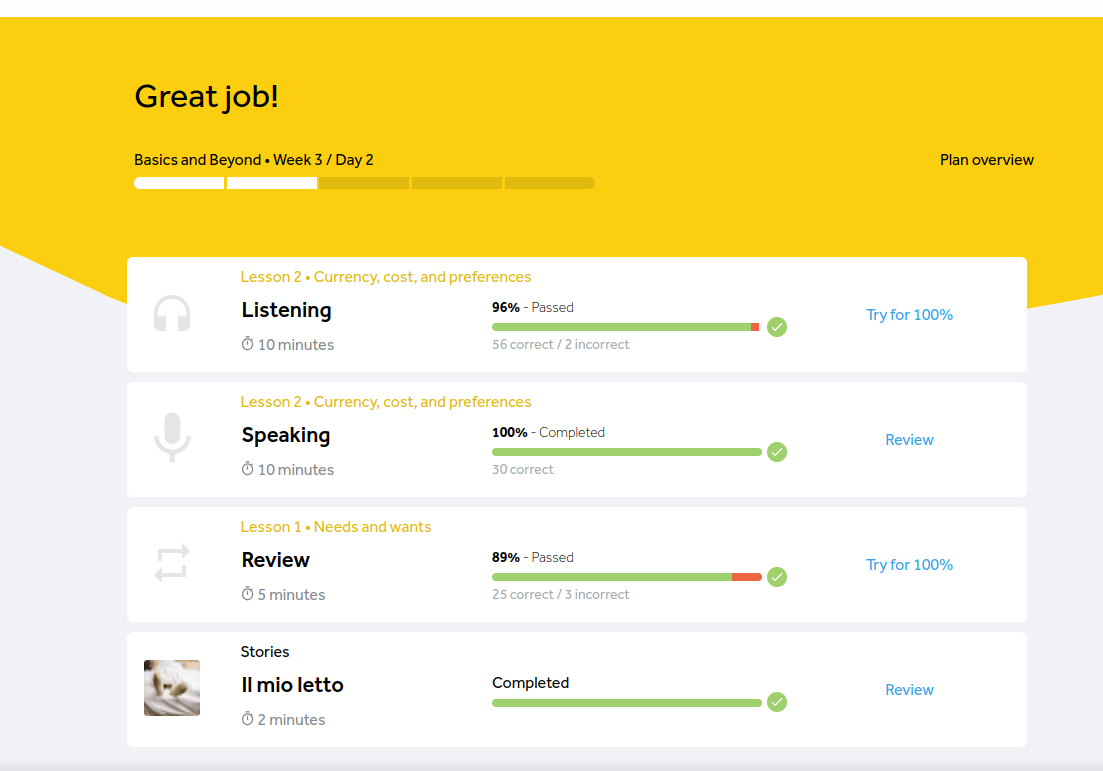 Great job!
Basics and Beyond • Week 3 / Day 2
Plan overview
Lesson 2 • Currency, cost, and preferences
Listening
10 minutes
96% - Passed
56 correct / 2 incorrect
Try for 100%
Lesson 2 • Currency, cost, and preferences
Speaking
10 minutes
100% - Completed
30 correct
Review
Lesson 1 • Needs and wants
Review
5 minutes
89% - Passed
25 correct / 3 incorrect
Try for 100%
Stories
Il mio letto
2 minutes
Completed
Review